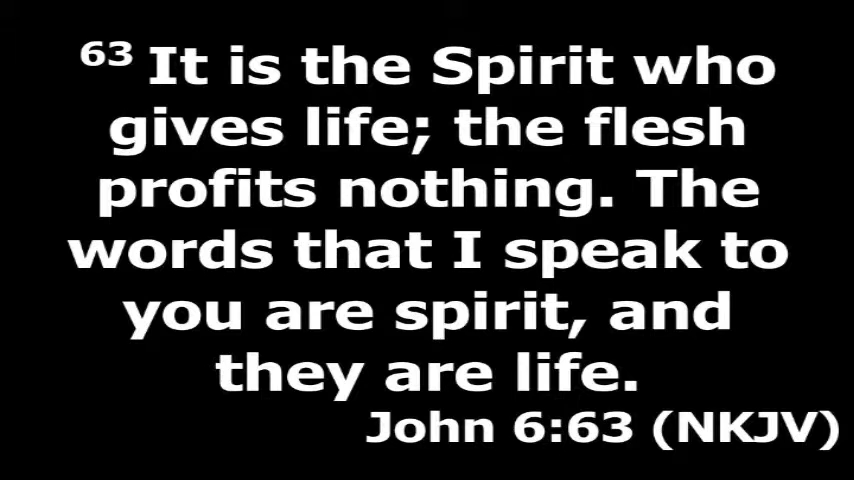 63 It is the Spirit who
gives life; the flesh
profits nothing. The
words that I speak to
you are spirit, and
they are life.
John 6:63 (NKJV)